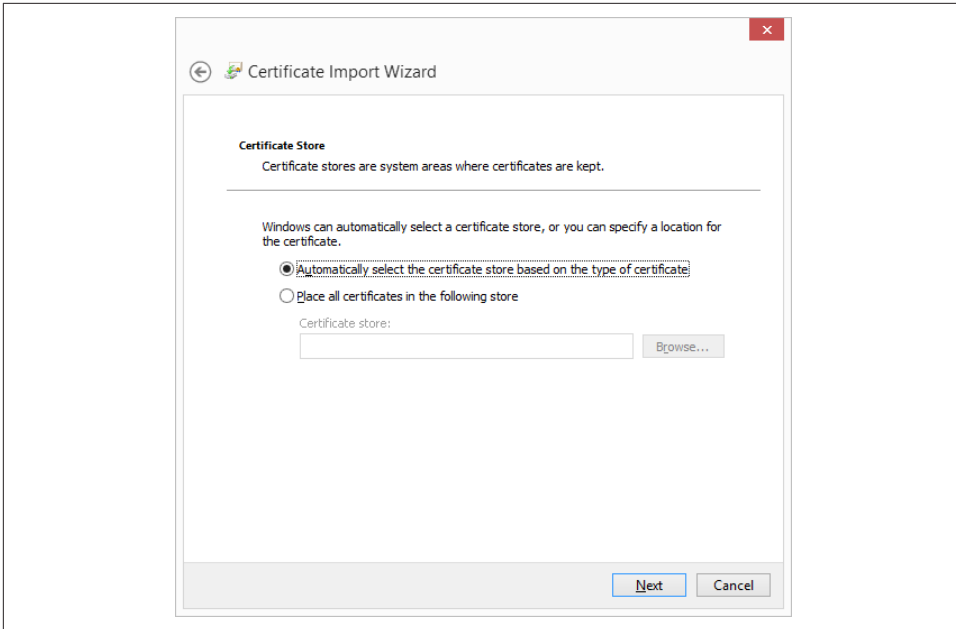 Certificate Import Wizard
Certificate Store
Certificate stores are system areas where certificates are kept.
Windows can automatically select a certificate store, or you can specify a location for
the certificate.
Automatically select the certificate store based on the type of certificate
Place all certificates in the following store
Certificate store:
Browse...
Next
Cancel